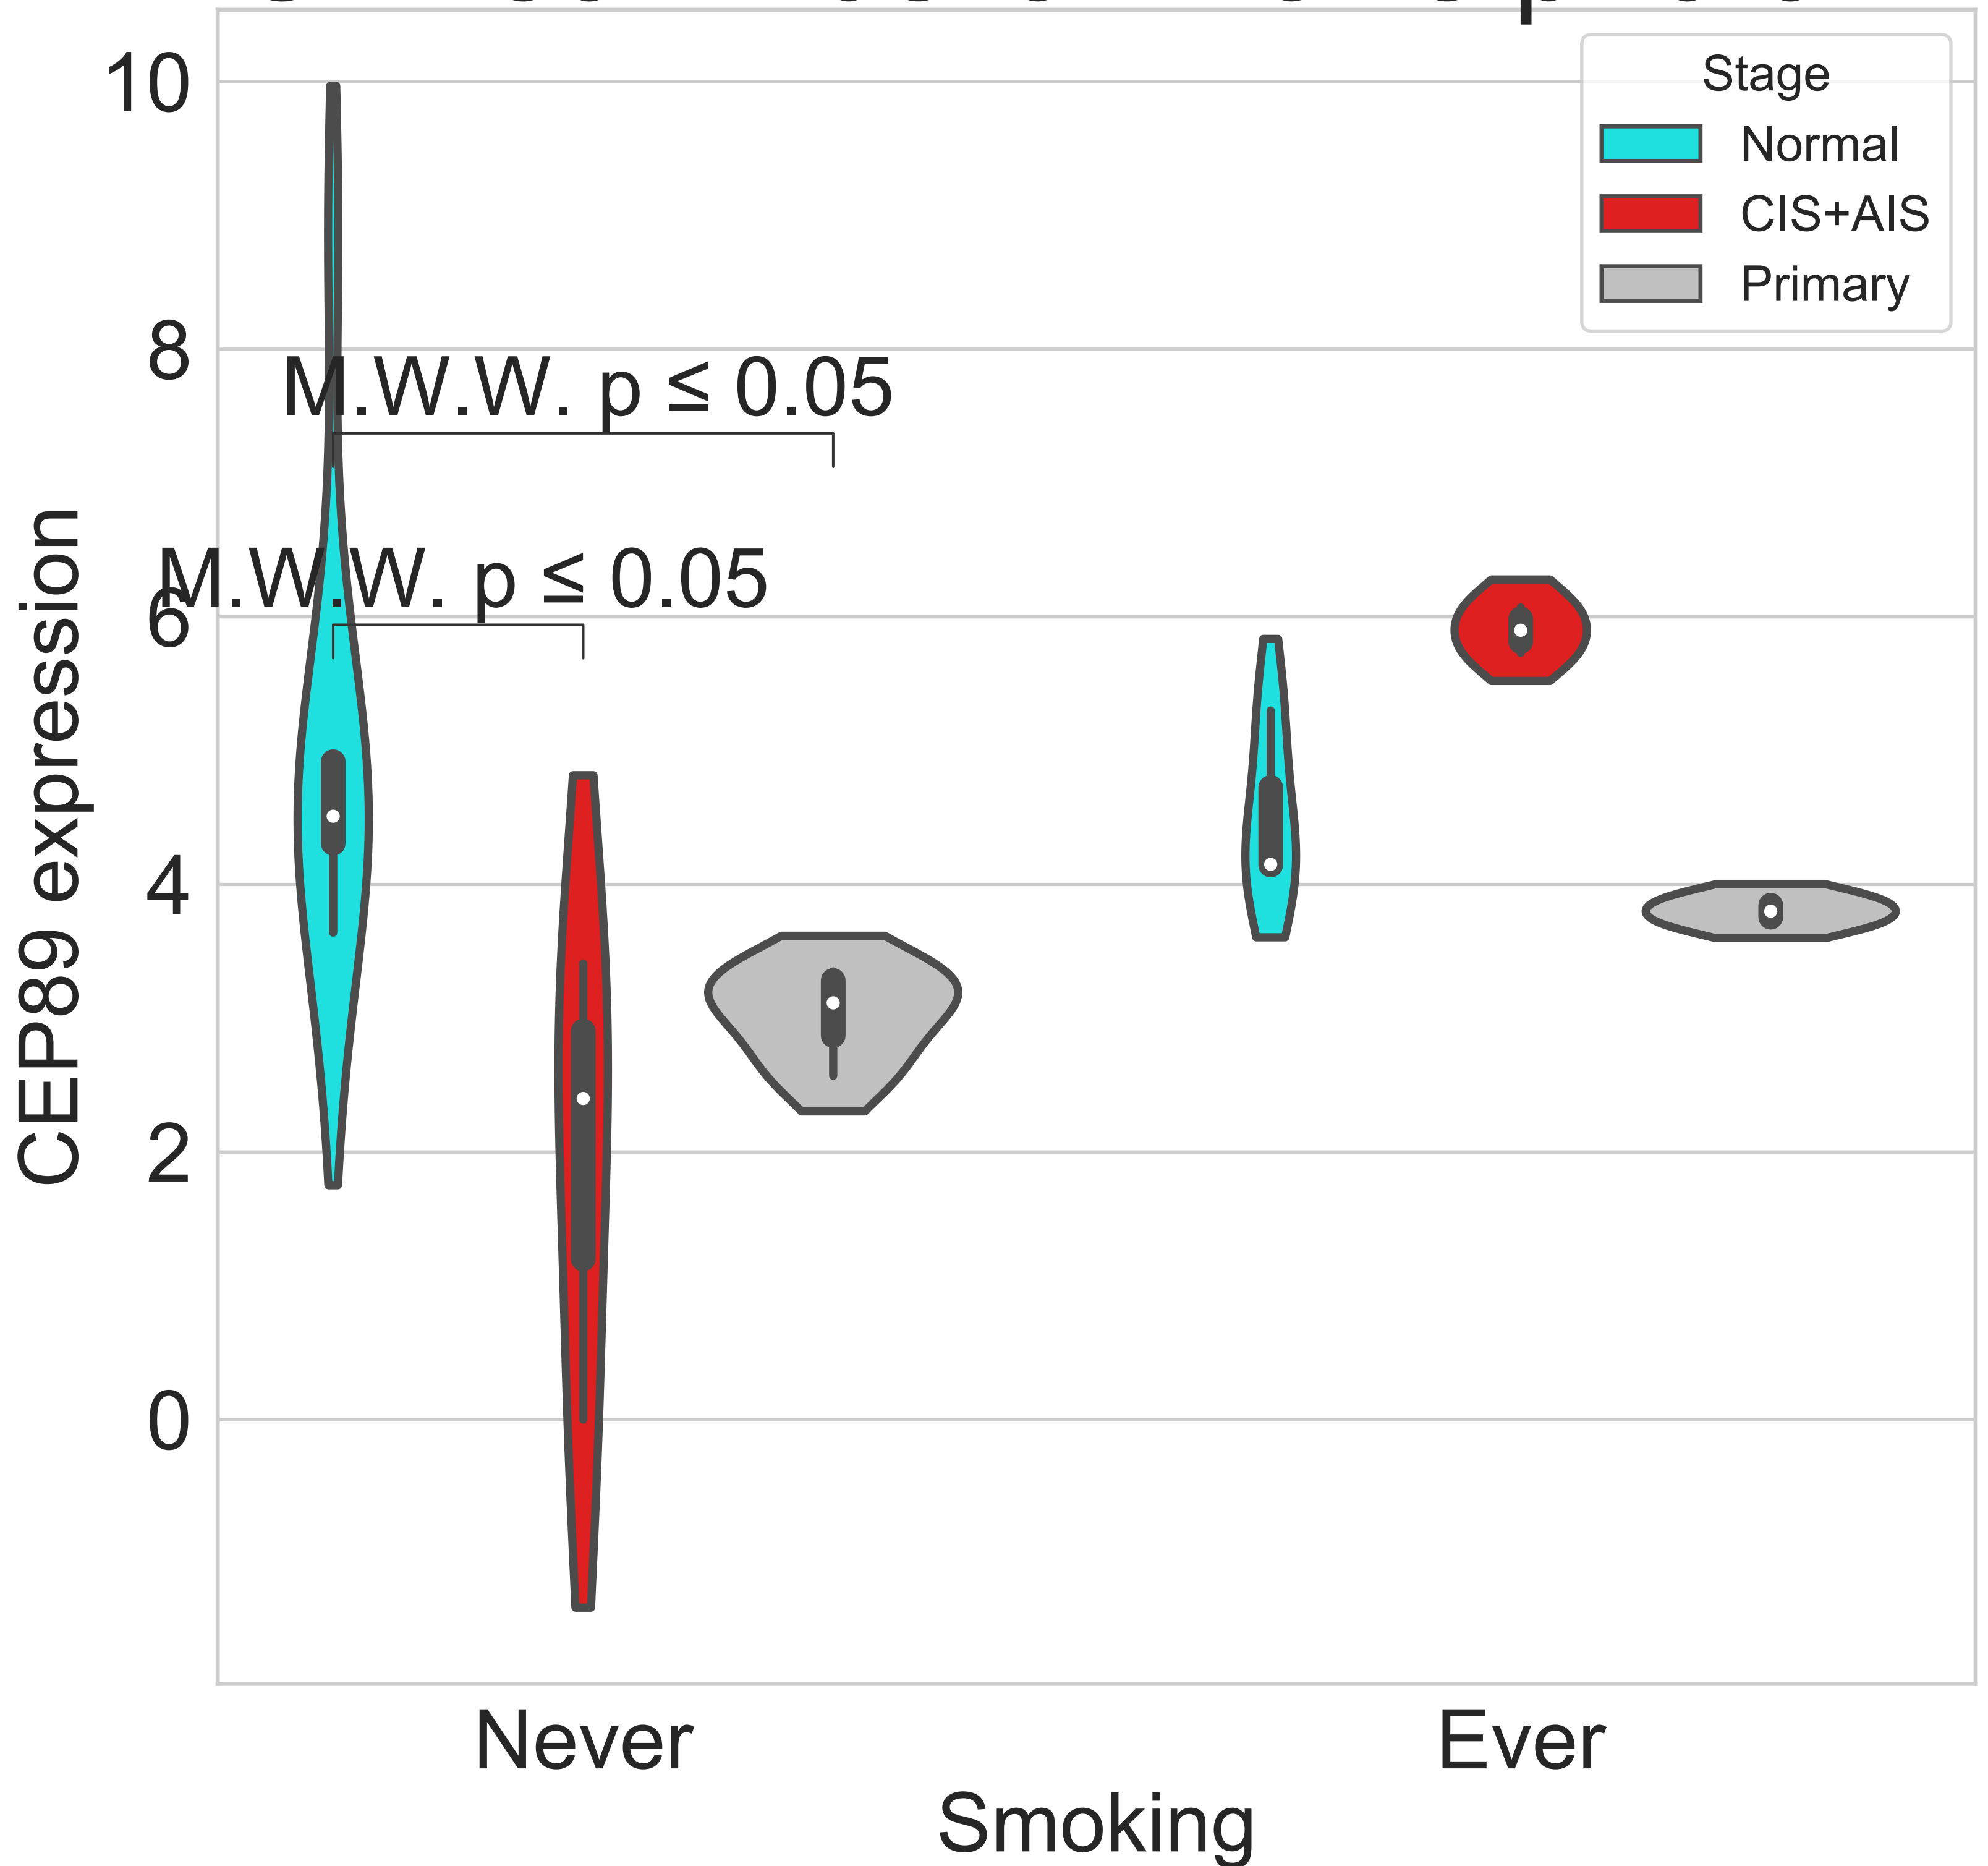 Stage
Normal
CIS+AIS
Primary
10
8
6
4
2
0
M.W.W. p ≤ 0.05
M.W.W. p ≤ 0.05
CEP89 expression
Never
Ever
Smoking